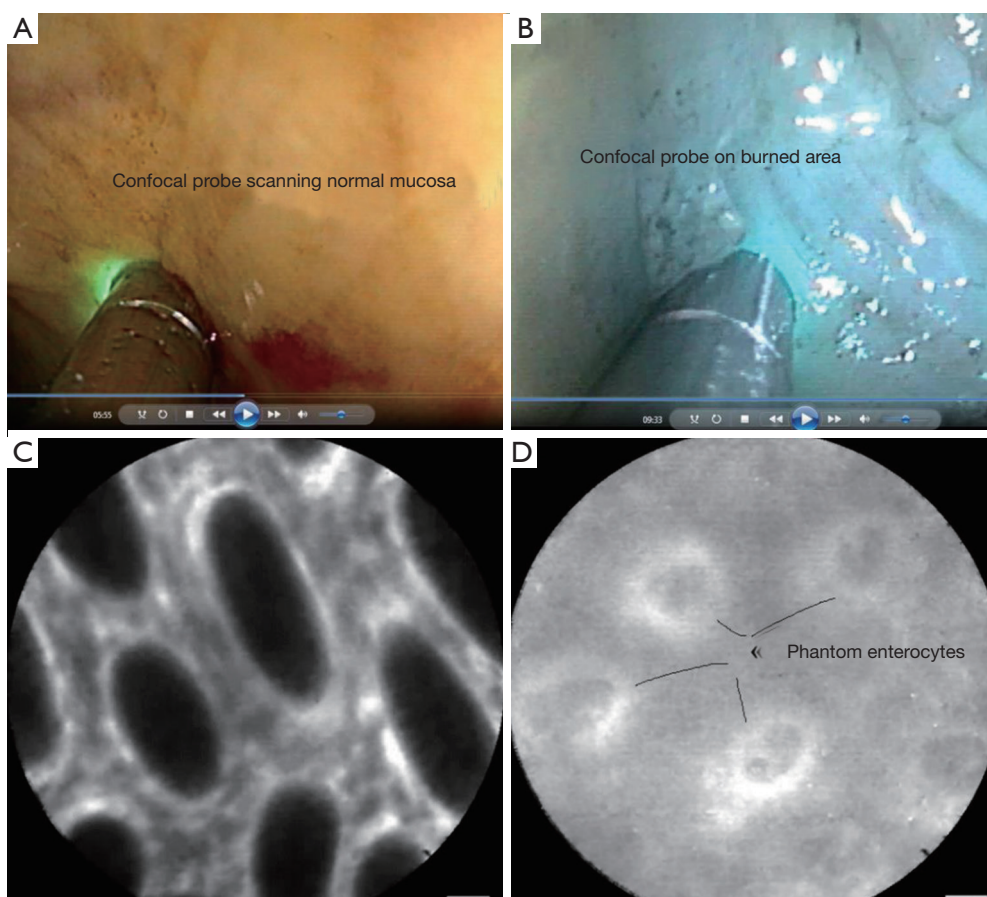 A
Confocal probe scanning normal mucosa
05:55
B
Confocal probe on burned area
09:33
C
D
Phantom enterocytes